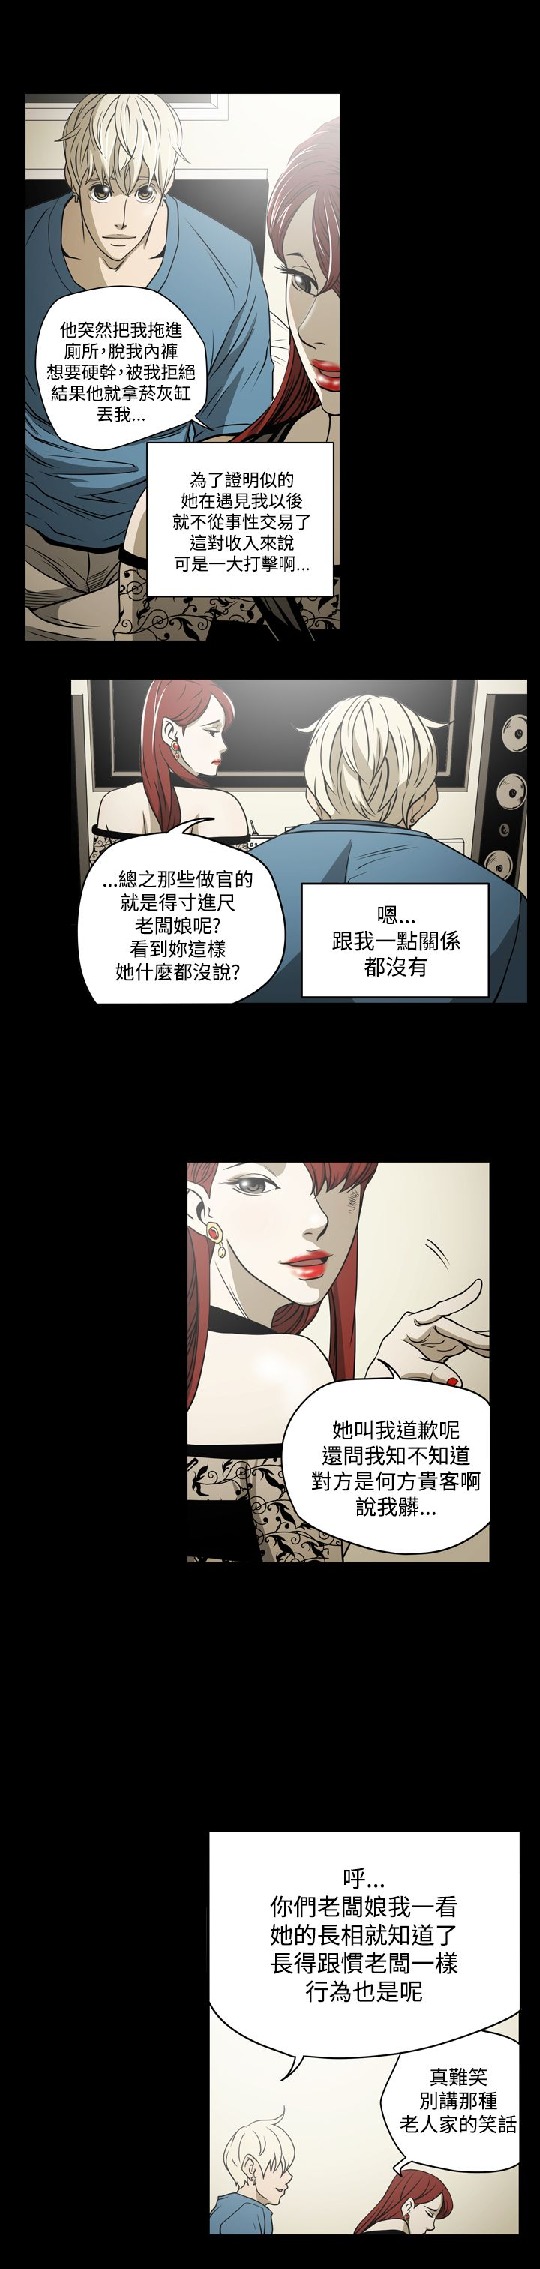 他突然把我拖進
廁所，脫我內褲
想要硬幹，被我拒絕
結果他就拿菸灰缸
丟我...
為了證明似的
她在遇見我以後
就不從事性交易了
這對收入來說
可是一大打擊啊...
...總之那些做官的
就是得寸進尺
老闆娘呢?
看到妳這樣
她什麼都沒說?
嗯...
跟我一點關係
都沒有
她叫我道歉呢
還問我知不知道
對方是何方貴客啊
說我髒...
呼...
你們老闆娘我一看
她的長相就知道了
長得跟慣老闆一樣
行為也是呢
真難笑
別講那種
老人家的笑話